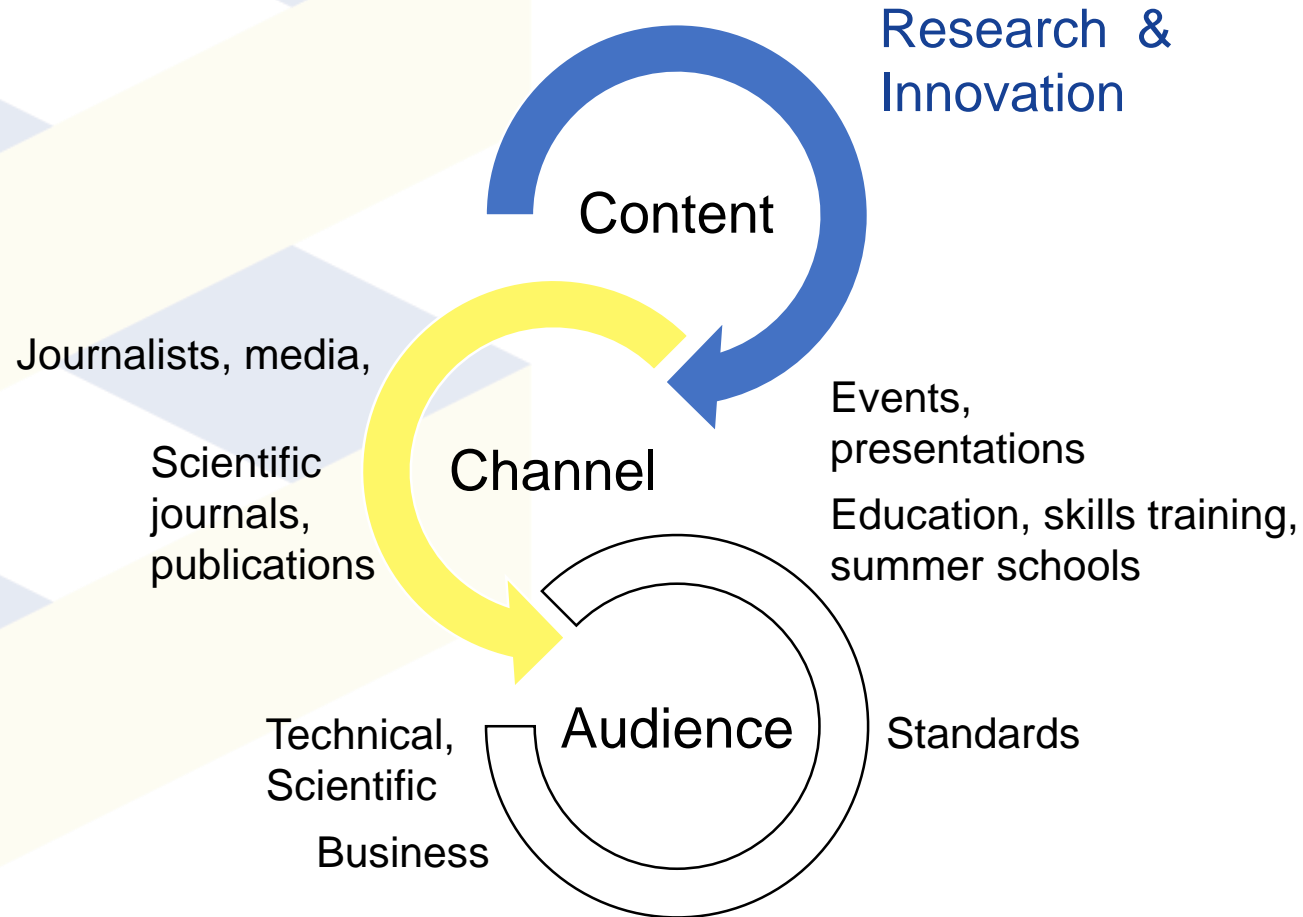 Research & 
Innovation
Content
Journalists, media,
Events,
presentations
Scientific
journals,
publications
Channel
Education, skills training,
summer schools
Technical,
Scientific
Audience
Standards
Business